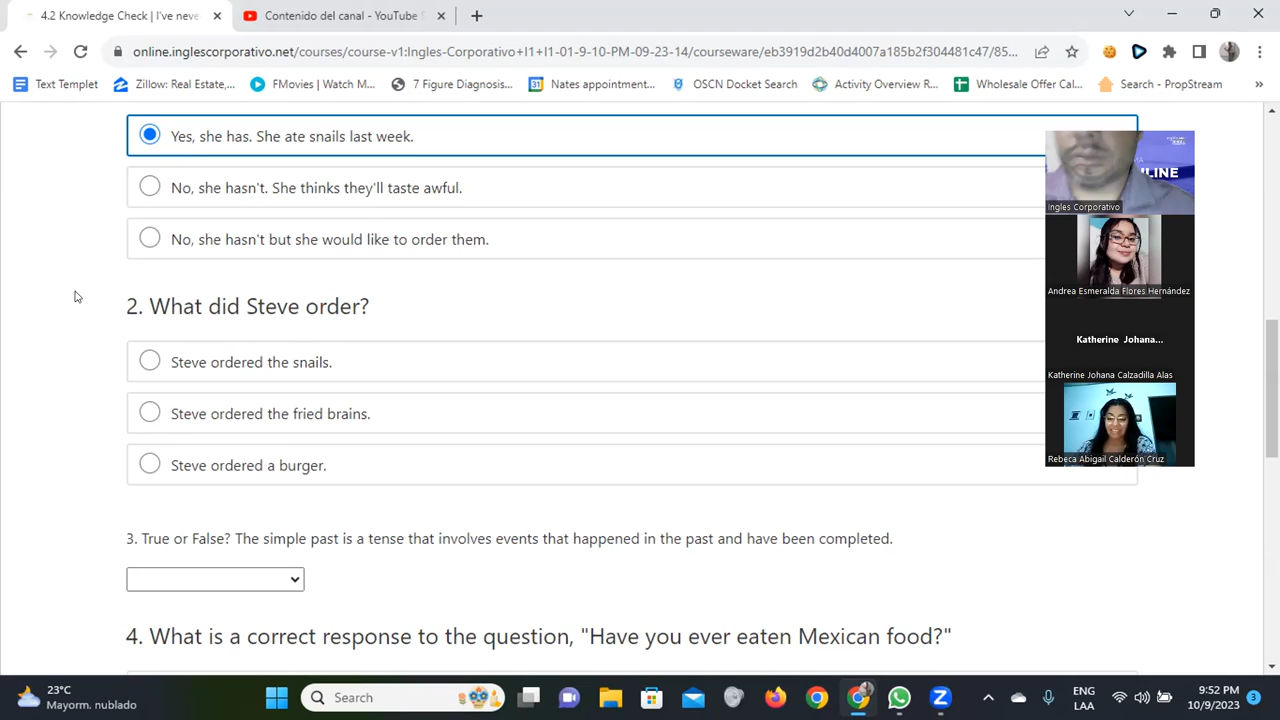 4.2 Knowledge Check | I've neve
Contenido del canal - YouTube S
online.inglescorporativo.net/courses/course-v1:Ingles-Corporativo+I1+I1-01-9-10-PM-09-23-14/courseware/eb3919d2b40d4007a185b2f304481c47/85...
Text Templet
Zillow: Real Estate,...
FMovies | Watch M...
7 Figure Diagnosis...
Nates appointment...
OSCN Docket Search
Activity Overview R...
Wholesale Offer Cal...
Search - PropStream
»
Yes, she has. She ate snails last week.
No, she hasn't. She thinks they'll taste awful.
No, she hasn't but she would like to order them.
2. What did Steve order?
Steve ordered the snails.
Steve ordered the fried brains.
Steve ordered a burger.
3. True or False? The simple past is a tense that involves events that happened in the past and have been completed.
4. What is a correct response to the question, "Have you ever eaten Mexican food?"
Ingles Corporativo
Andrea Esmeralda Flores Hernández
Katherine Johana...
Katherine Johana Calzadilla Alas
Rebeca Abigail Calderón Cruz
23°C
Mayorm. nublado
Search
ENG
LAA
9:52 PM
10/9/2023
3